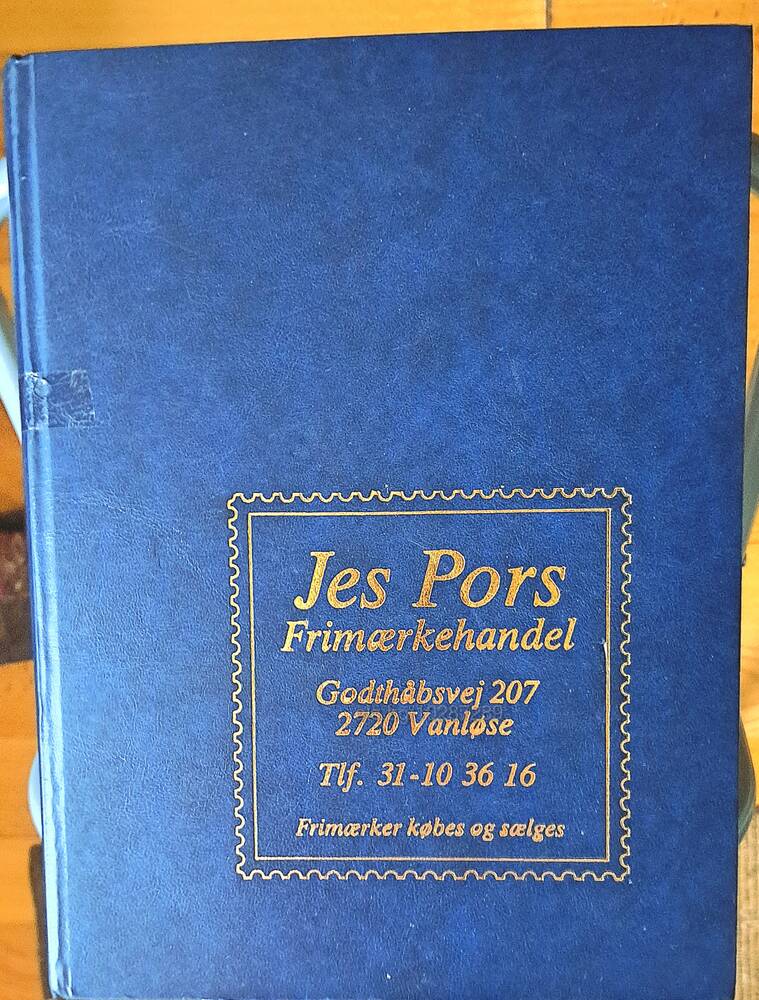 Jes Pors
Frimærkehandel
Godthåbsvej 207
2720 Vanløse
Tlf. 31-10 36 16
Frimærker købes og sælges